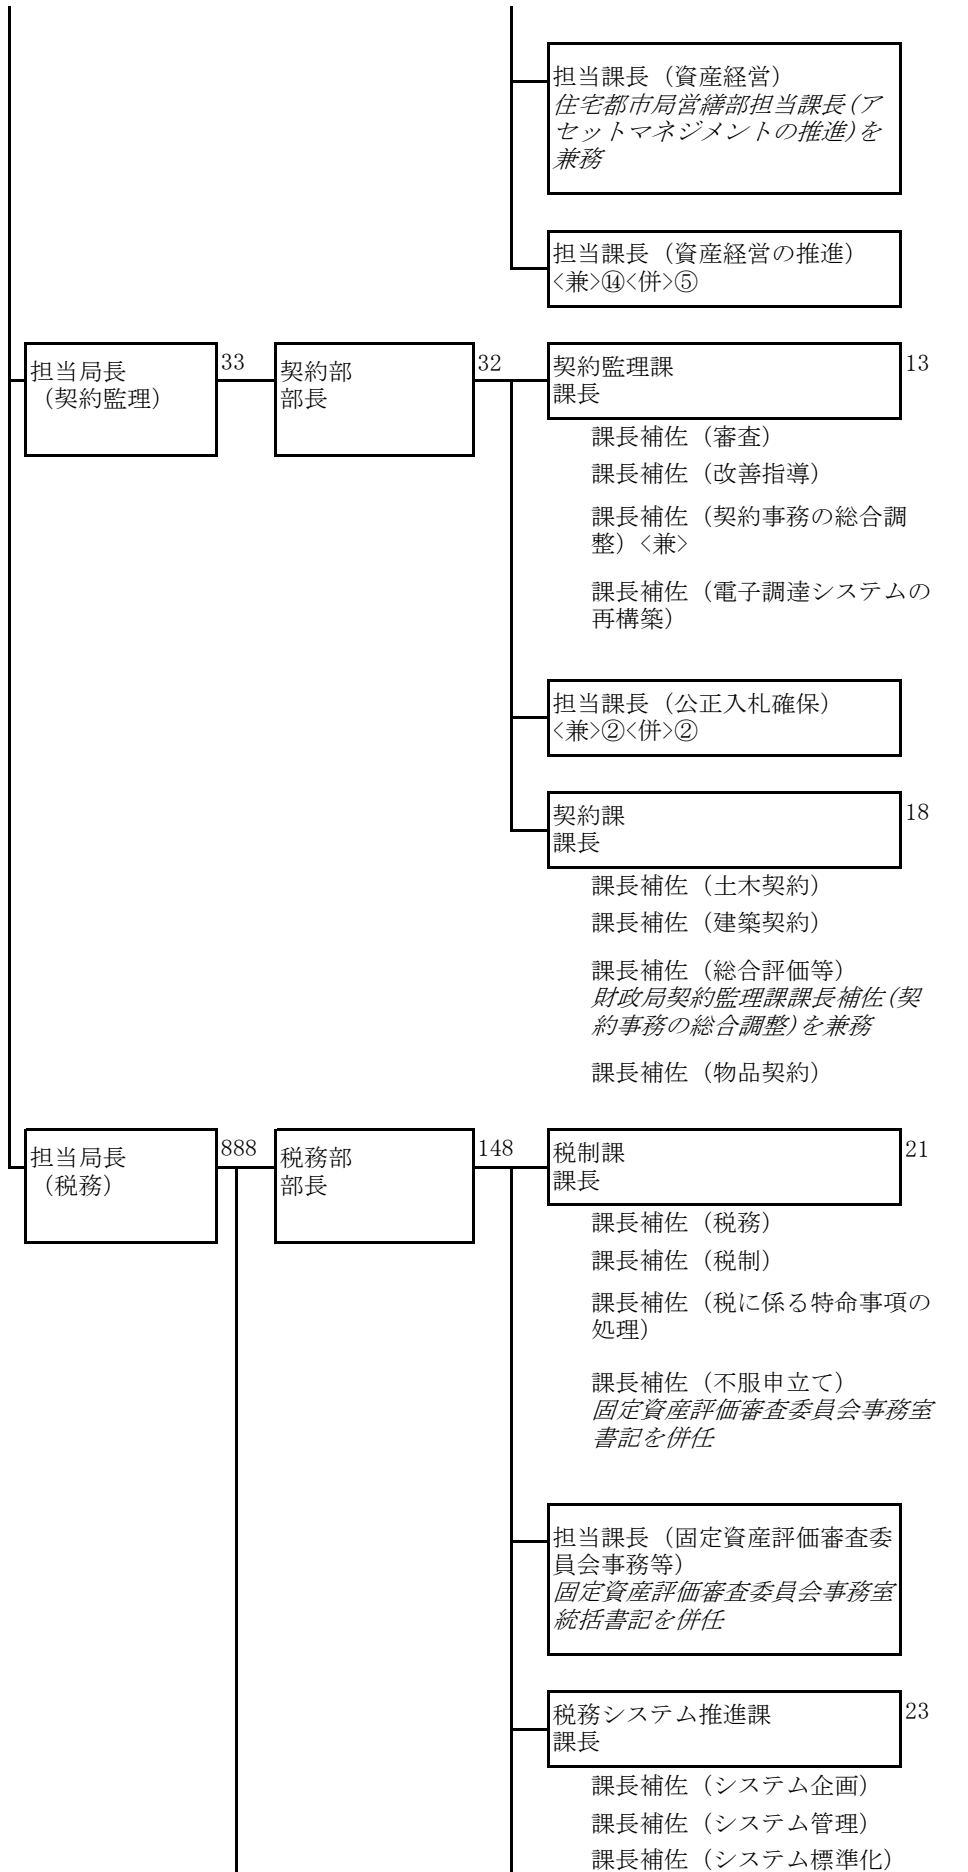 担当課長（資産経営）
住宅都市局営繕部担当課長(ア
セットマネジメントの推進)を
兼務
担当課長（資産経営の推進）
<兼>⑭<併>⑤
担当局長
（契約監理）
33
契約部
部長
32
契約監理課
課長
13
課長補佐（審査）
課長補佐（改善指導）
課長補佐（契約事務の総合調
整）<兼>
課長補佐（電子調達システムの
再構築）
担当課長（公正入札確保）
<兼>②<併>②
契約課
課長
18
課長補佐（土木契約）
課長補佐（建築契約）
課長補佐（総合評価等）
財政局契約監理課課長補佐(契
約事務の総合調整)を兼務
課長補佐（物品契約）
担当局長
（税務）
888
税務部
部長
148
税制課
課長
21
課長補佐（税務）
課長補佐（税制）
課長補佐（税に係る特命事項の
処理）
課長補佐（不服申立て）
固定資産評価審査委員会事務室
書記を併任
担当課長（固定資産評価審査委
員会事務等）
固定資産評価審査委員会事務室
統括書記を併任
税務システム推進課
課長
23
課長補佐（システム企画）
課長補佐（システム管理）
課長補佐（システム標準化）